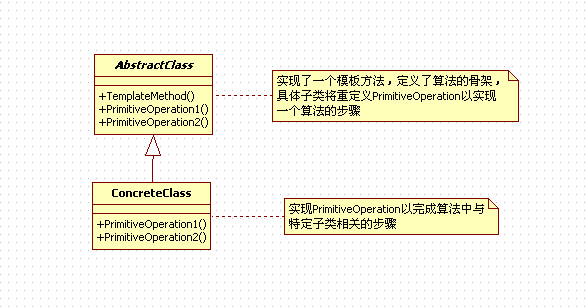 AbstractClass
+TemplateMethod()
+PrimitiveOperation1()
+PrimitiveOperation2()
实现了一个模板方法，定义了算法的骨架，
具体子类将重定义PrimitiveOperation以实现
一个算法的步骤
ConcreteClass
+PrimitiveOperation1()
+PrimitiveOperation2()
实现PrimitiveOperation以完成算法中与
特定子类相关的步骤